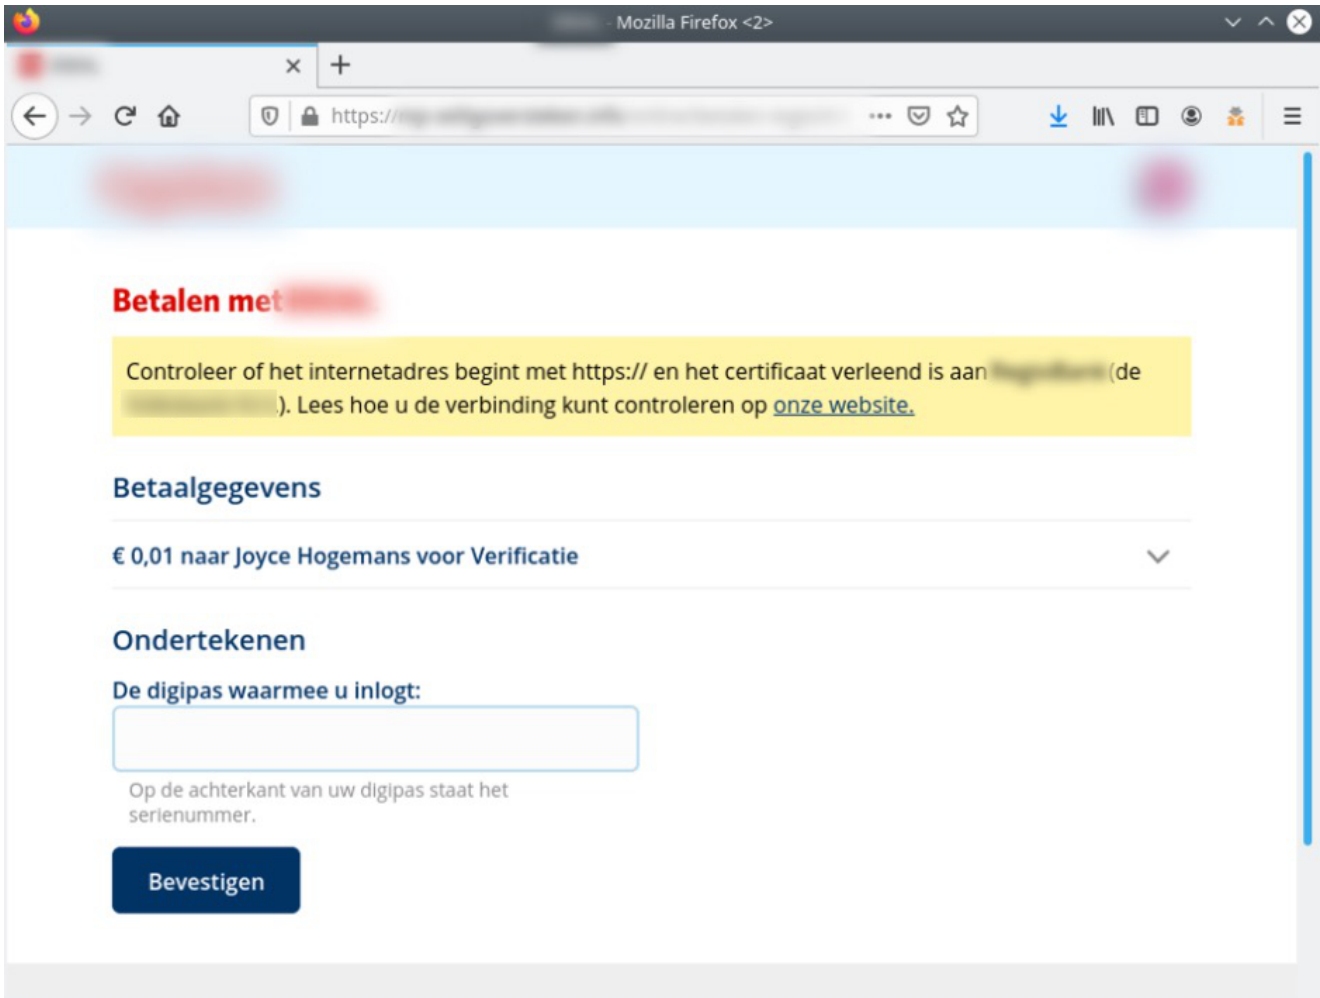 - Mozilla Firefox <2>
https://
Betalen met
Controleer of het internetadres begint met https:// en het certificaat verleend is aan (de
.). Lees hoe u de verbinding kunt controleren op onze website.
Betaalgegevens
€ 0,01 naar Joyce Hogemans voor Verificatie
Ondertekenen
De digipas waarmee u inlogt:
Op de achterkant van uw digipas staat het
serienummer.
Bevestigen